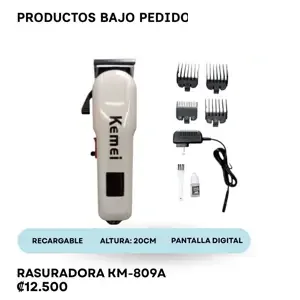 PRODUCTOS BAJO PEDIDO
Kemei
RECARGABLE ALTURA: 20CM PANTALLA DIGITAL
RASURADORA KM-809A
₡12.500